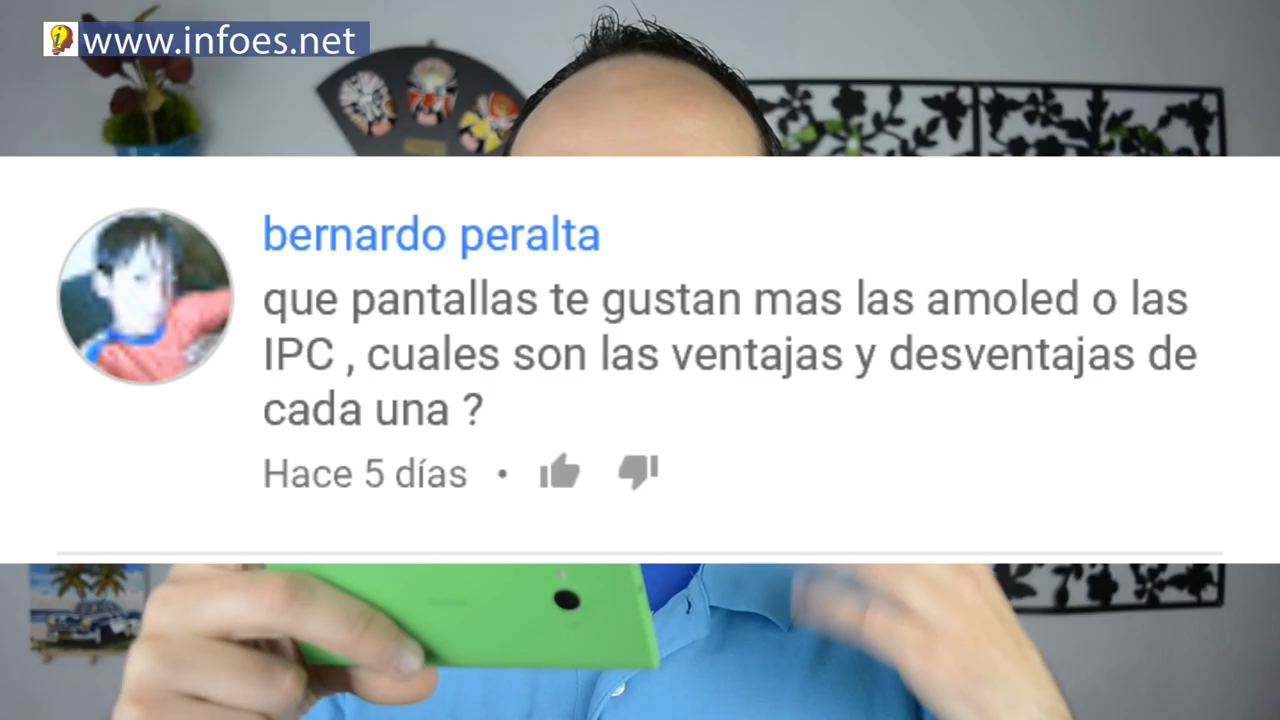 www.infoes.net
bernardo peralta
que pantallas te gustan mas las amoled o las
IPC , cuales son las ventajas y desventajas de
cada una ?
Hace 5 días •